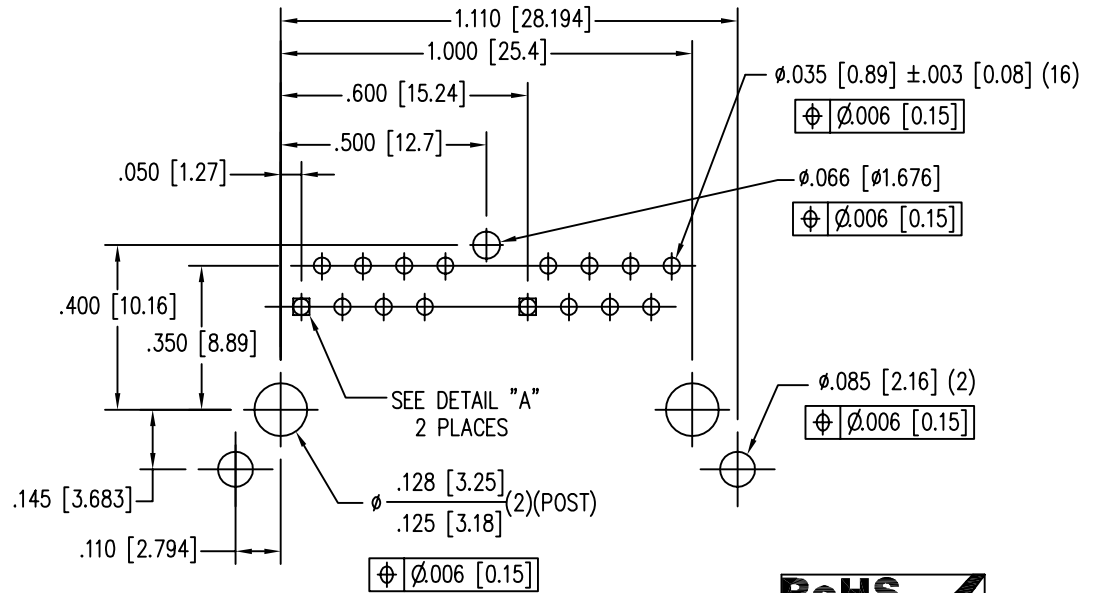 1.110 [28.194]
1.000 [25.4]
ø.035 [0.89] ±.003 [0.08] (16)
.600 [15.24]
⌖ Ø.006 [0.15]
.500 [12.7]
.050 [1.27]
ø.066 [ø1.676]
⌖ Ø.006 [0.15]
.400 [10.16]
.350 [8.89]
ø.085 [2.16] (2)
SEE DETAIL "A"
2 PLACES
⌖ Ø.006 [0.15]
.145 [3.683]
ø .128 [3.25]
.125 [3.18] (2)(POST)
.110 [2.794]
⌖ Ø.006 [0.15]
RoHS